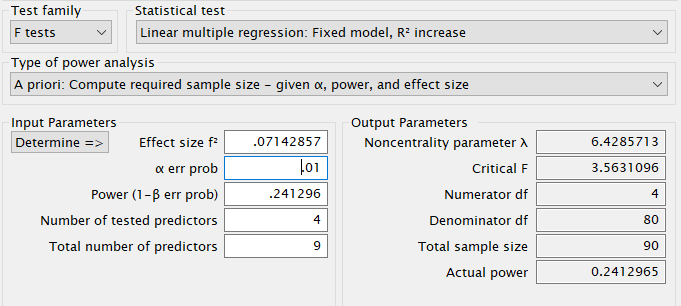 Test family Statistical test
F tests Linear multiple regression: Fixed model, R² increase
Type of power analysis
A priori: Compute required sample size – given α, power, and effect size
Input Parameters Output Parameters
Determine => Effect size f² .07142857 Noncentrality parameter λ 6.4285713
α err prob .01 Critical F 3.5631096
Power (1-β err prob) .241296 Numerator df 4
Number of tested predictors 4 Denominator df 80
Total number of predictors 9 Total sample size 90
Actual power 0.2412965